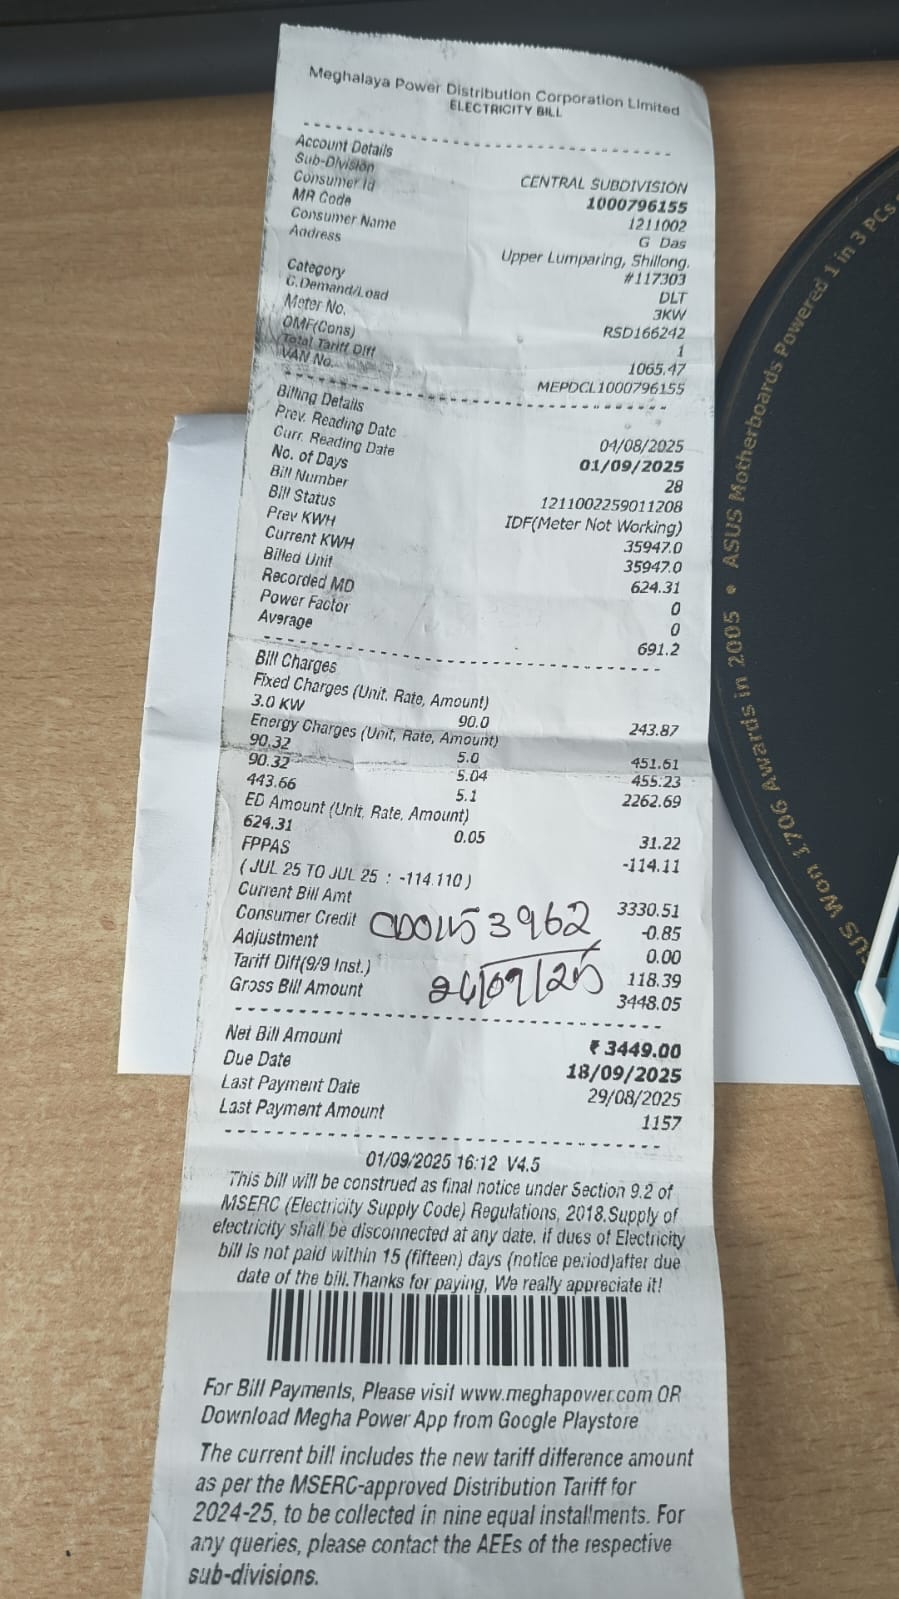 Meghalaya Power Distribution Corporation Limited
ELECTRICITY BILL
Account Details
Sub-Division CENTRAL SUBDIVISION
Consumer Id 1000796155
MR Code 1211002
Consumer Name G Das
Address Upper Lumparing, Shillong.
#117303
Category DLT
C.Demand/Load 3KW
Meter No. RSD166242
OMF(Cons) 1
Total Tariff Diff 1065.47
VAN No. MEPDCL1000796155
Billing Details
Prev. Reading Date 04/08/2025
Curr. Reading Date 01/09/2025
No. of Days 28
Bill Number 1211002259011208
Bill Status IDF(Meter Not Working)
Prev KWH 35947.0
Current KWH 35947.0
Billed Unit 624.31
Recorded MD 0
Power Factor 0
Average 691.2
Bill Charges
Fixed Charges (Unit, Rate, Amount)
3.0 KW 90.0 243.87
Energy Charges (Unit, Rate, Amount)
90.32 5.0 451.61
90.32 5.04 455.23
443.66 5.1 2262.69
ED Amount (Unit, Rate, Amount)
624.31 0.05 31.22
FPPAS -114.11
( JUL 25 TO JUL 25 : -114.110 )
Current Bill Amt 3330.51
Consumer Credit -0.85
Adjustment 0.00
Tariff Diff(9/9 Inst.) 118.39
Gross Bill Amount 3448.05
Net Bill Amount ₹ 3449.00
Due Date 18/09/2025
Last Payment Date 29/08/2025
Last Payment Amount 1157
01/09/2025 16:12 V4.5
This bill will be construed as final notice under Section 9.2 of
MSERC (Electricity Supply Code) Regulations, 2018.Supply of
electricity shall be disconnected at any date, if dues of Electricity
bill is not paid within 15 (fifteen) days (notice period)after due
date of the bill.Thanks for paying, We really appreciate it!
For Bill Payments, Please visit www.meghapower.com OR
Download Megha Power App from Google Playstore
The current bill includes the new tariff difference amount
as per the MSERC-approved Distribution Tariff for
2024-25, to be collected in nine equal installments. For
any queries, please contact the AEEs of the respective
sub-divisions.
Won 1706 Awards in 2005 • ASUS Motherboards Powered 1 in 3 PCs